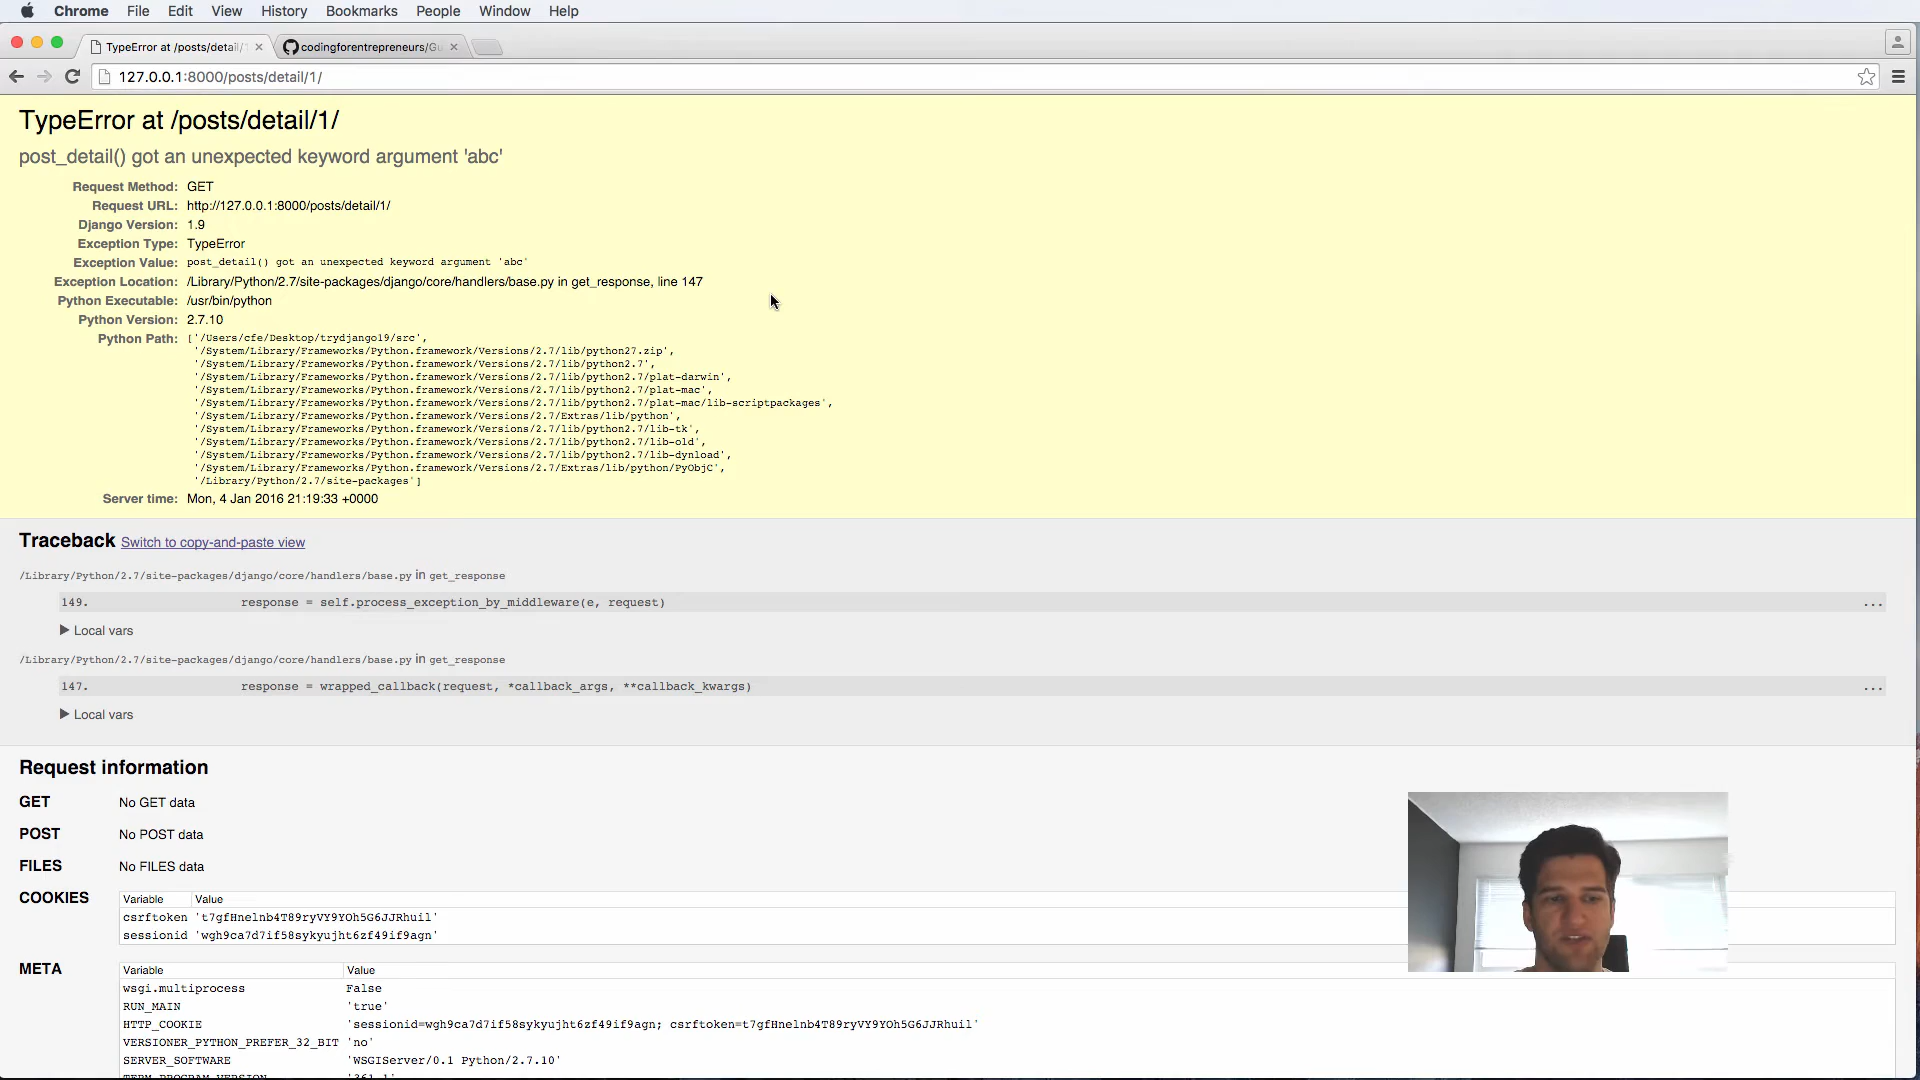 Chrome File Edit View History Bookmarks People Window Help
TypeError at /posts/detail/1
codingforentrepreneurs/Gu
127.0.0.1:8000/posts/detail/1/
TypeError at /posts/detail/1/
post_detail() got an unexpected keyword argument 'abc'
Request Method: GET
Request URL: http://127.0.0.1:8000/posts/detail/1/
Django Version: 1.9
Exception Type: TypeError
Exception Value: post_detail() got an unexpected keyword argument 'abc'
Exception Location: /Library/Python/2.7/site-packages/django/core/handlers/base.py in get_response, line 147
Python Executable: /usr/bin/python
Python Version: 2.7.10
Python Path: ['/Users/cfe/Desktop/trydjango19/src',
'/System/Library/Frameworks/Python.framework/Versions/2.7/lib/python27.zip',
'/System/Library/Frameworks/Python.framework/Versions/2.7/lib/python2.7',
'/System/Library/Frameworks/Python.framework/Versions/2.7/lib/python2.7/plat-darwin',
'/System/Library/Frameworks/Python.framework/Versions/2.7/lib/python2.7/plat-mac',
'/System/Library/Frameworks/Python.framework/Versions/2.7/lib/python2.7/plat-mac/lib-scriptpackages',
'/System/Library/Frameworks/Python.framework/Versions/2.7/Extras/lib/python',
'/System/Library/Frameworks/Python.framework/Versions/2.7/lib/python2.7/lib-tk',
'/System/Library/Frameworks/Python.framework/Versions/2.7/lib/python2.7/lib-old',
'/System/Library/Frameworks/Python.framework/Versions/2.7/lib/python2.7/lib-dynload',
'/System/Library/Frameworks/Python.framework/Versions/2.7/Extras/lib/python/PyObjC',
'/Library/Python/2.7/site-packages']
Server time: Mon, 4 Jan 2016 21:19:33 +0000
Traceback Switch to copy-and-paste view
/Library/Python/2.7/site-packages/django/core/handlers/base.py in get_response
149. response = self.process_exception_by_middleware(e, request) ...
▶ Local vars
/Library/Python/2.7/site-packages/django/core/handlers/base.py in get_response
147. response = wrapped_callback(request, *callback_args, **callback_kwargs) ...
▶ Local vars
Request information
GET No GET data
POST No POST data
FILES No FILES data
COOKIES Variable Value
csrftoken 't7gfHnelnb4T89ryVY9YOh5G6JJRhuil'
sessionid 'wgh9ca7d7if58sykyujht6zf49if9agn'
META Variable Value
wsgi.multiprocess False
RUN_MAIN 'true'
HTTP_COOKIE 'sessionid=wgh9ca7d7if58sykyujht6zf49if9agn; csrftoken=t7gfHnelnb4T89ryVY9YOh5G6JJRhuil'
VERSIONER_PYTHON_PREFER_32_BIT 'no'
SERVER_SOFTWARE 'WSGIServer/0.1 Python/2.7.10'
TERM_PROGRAM_VERSION '361.1'